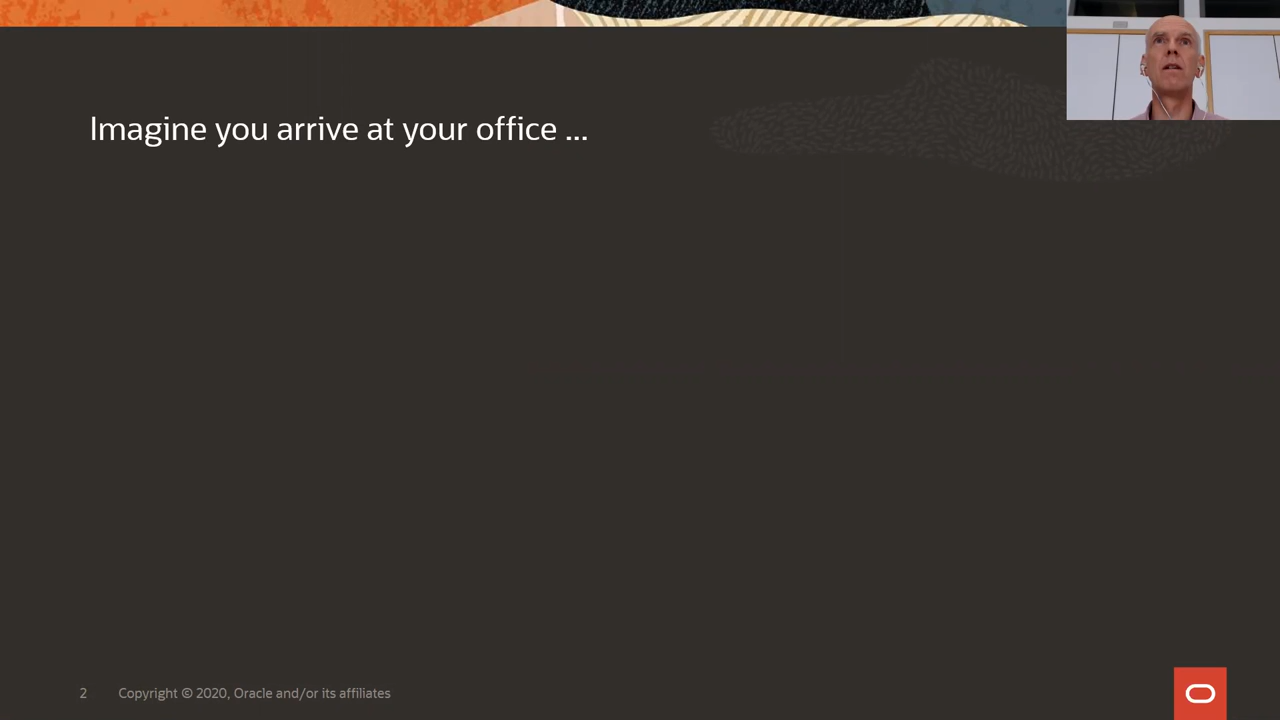 Imagine you arrive at your office ...
2 Copyright © 2020, Oracle and/or its affiliates